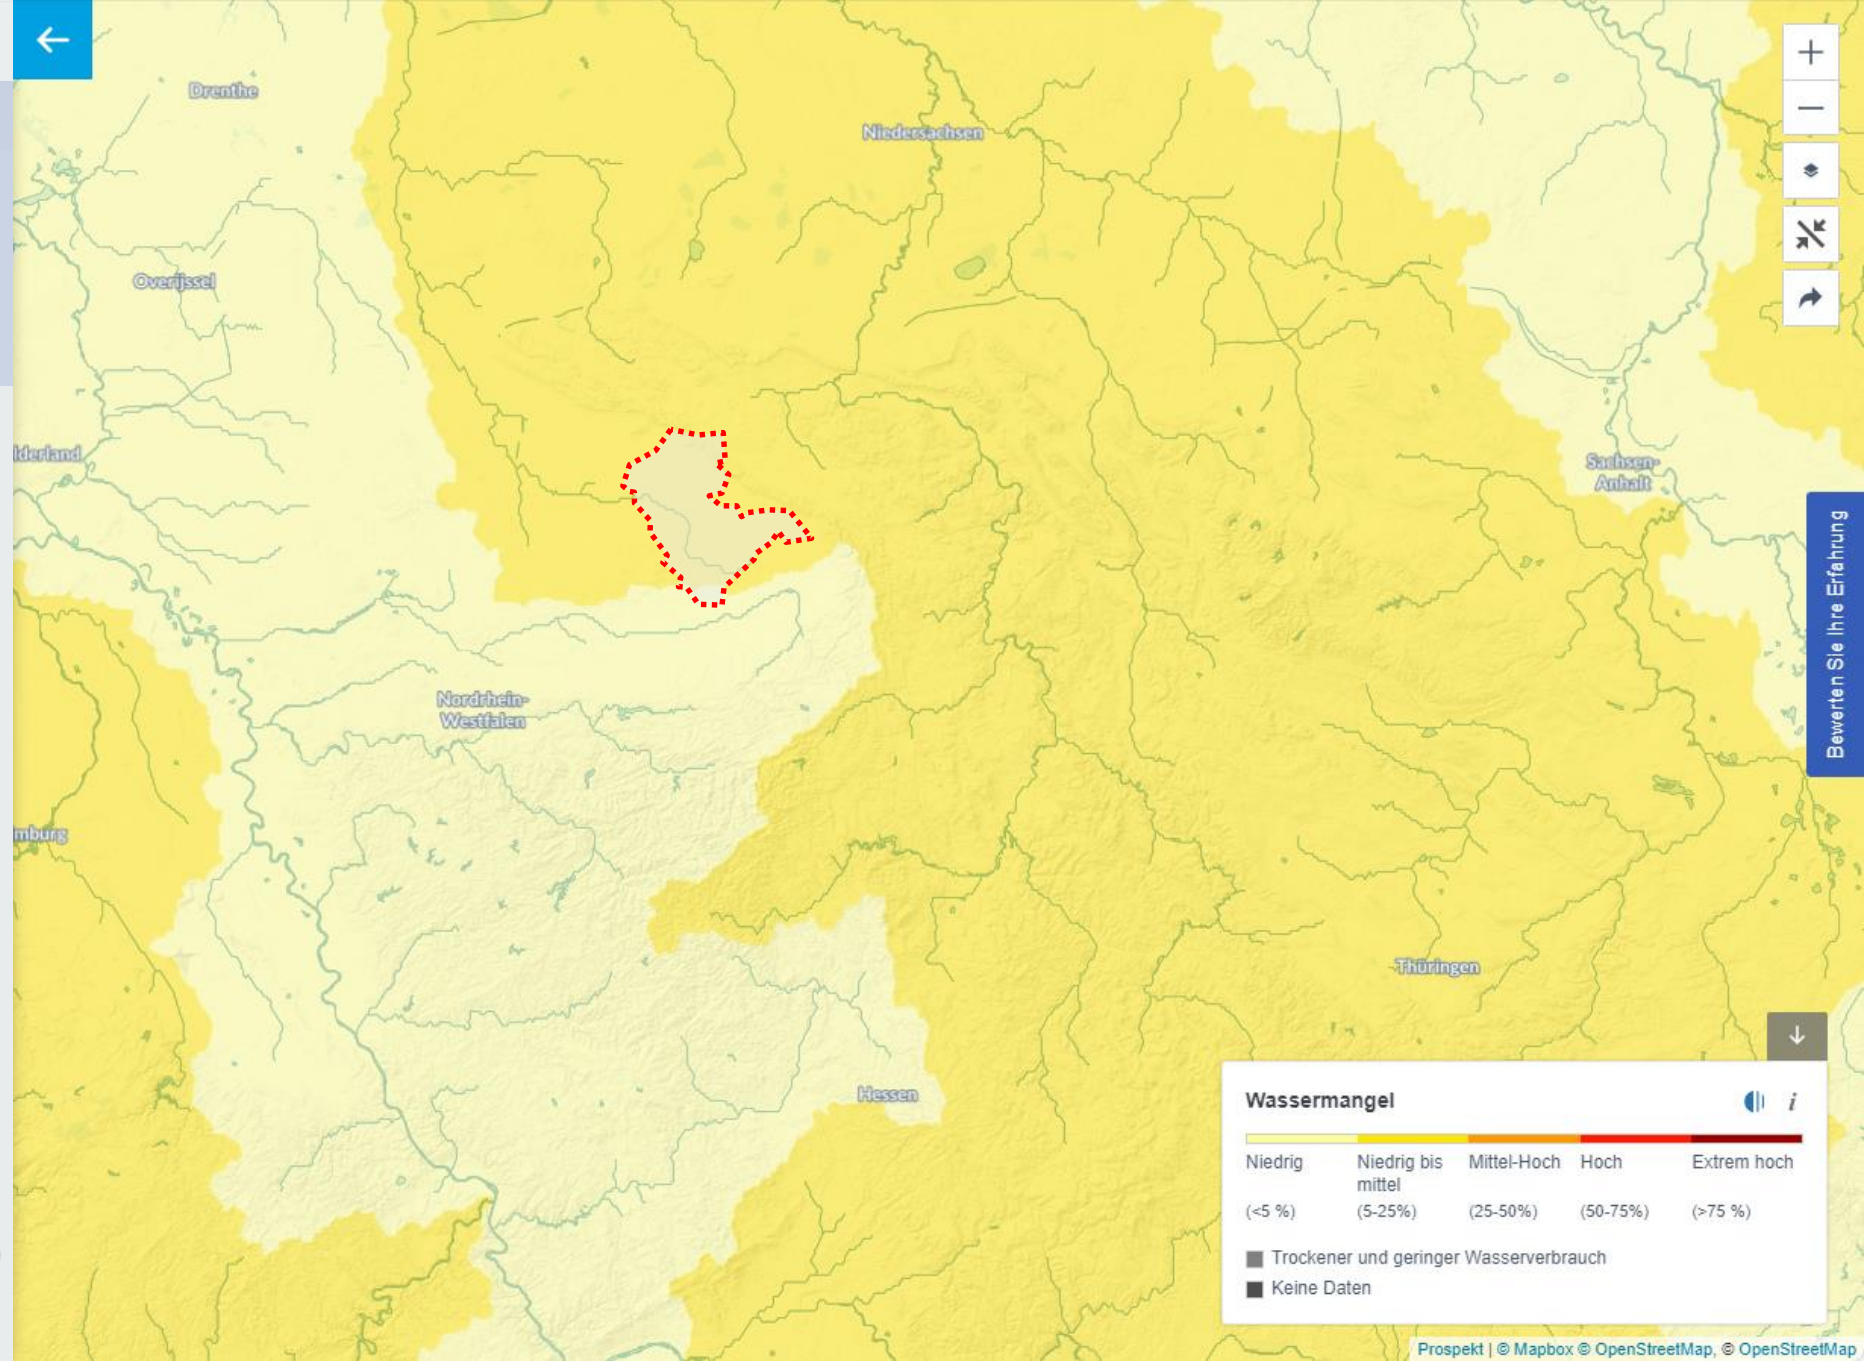 Drenthe
Niedersachsen
Overijssel
lderland
Sachsen-
Anhalt
Bewerten Sie Ihre Erfahrung
Nordrhein-
Westfalen
mburg
Thüringen
Hessen
Wassermangel
i
Niedrig
Niedrig bis
mittel
Mittel-Hoch
Hoch
Extrem hoch
(<5 %)
(5-25%)
(25-50%)
(50-75%)
(>75 %)
Trockener und geringer Wasserverbrauch
Keine Daten
Prospekt | © Mapbox © OpenStreetMap, © OpenStreetMap